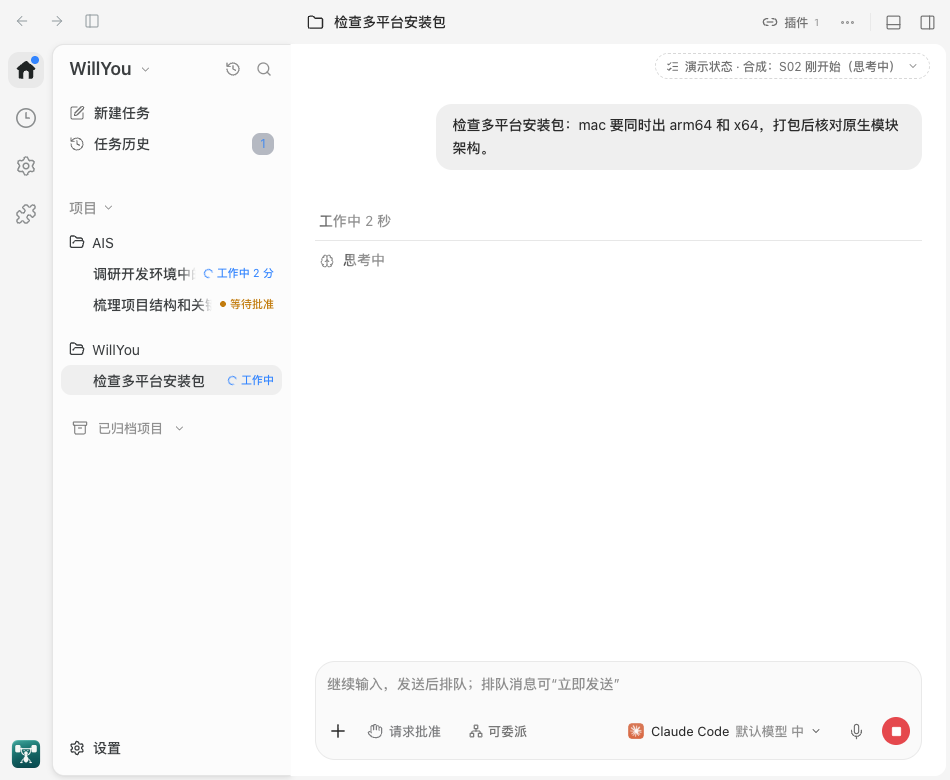 检查多平台安装包
插件 1
WillYou
演示状态 · 合成：S02 刚开始（思考中）
新建任务
任务历史
1
检查多平台安装包：mac 要同时出 arm64 和 x64，打包后核对原生模块
架构。
项目
AIS
调研开发环境中
工作中 2 分
梳理项目结构和关
等待批准
WillYou
检查多平台安装包
工作中
已归档项目
工作中 2 秒
思考中
继续输入，发送后排队；排队消息可“立即发送”
请求批准
可委派
Claude Code 默认模型 中
设置